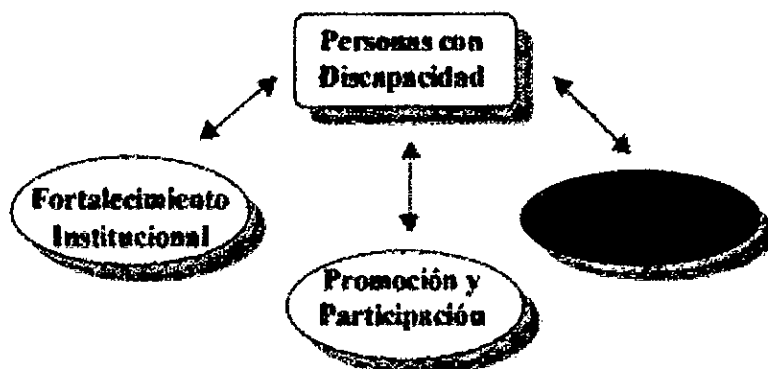 Personas con
Discapacidad
Fortalecimiento
Institucional
Promoción y
Participación